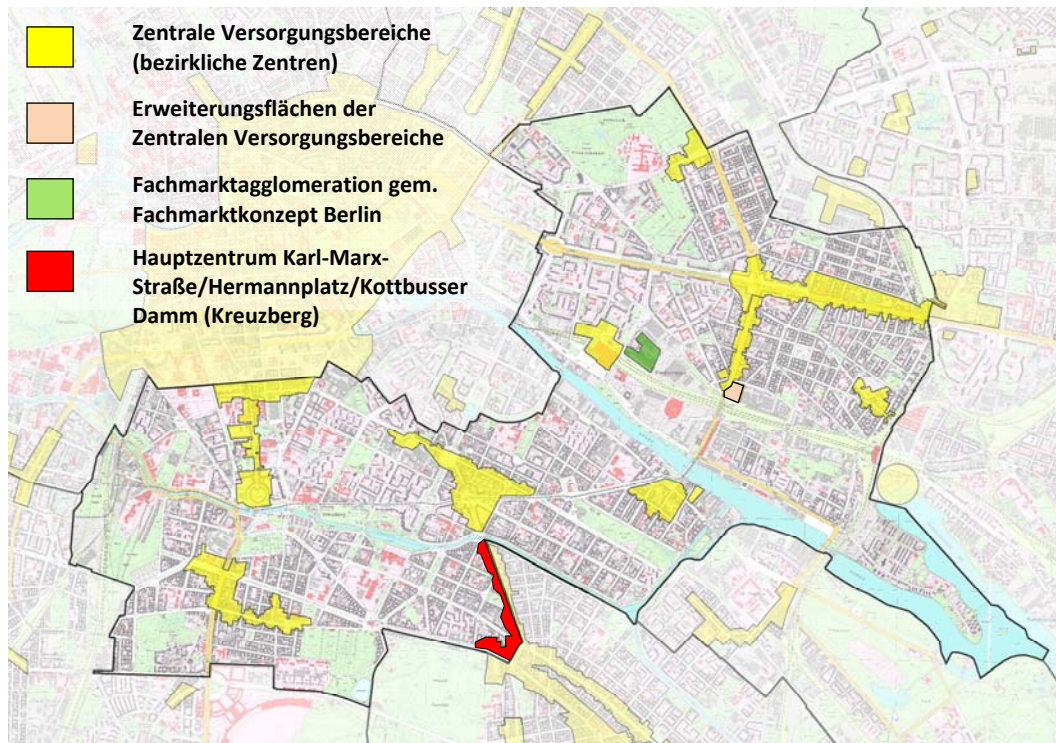 Zentrale Versorgungsbereiche
(bezirkliche Zentren)
Erweiterungsflächen der
Zentralen Versorgungsbereiche
Fachmarktagglomeration gem.
Fachmarktkonzept Berlin
Hauptzentrum Karl-Marx-
Straße/Hermannplatz/Kottbusser
Damm (Kreuzberg)